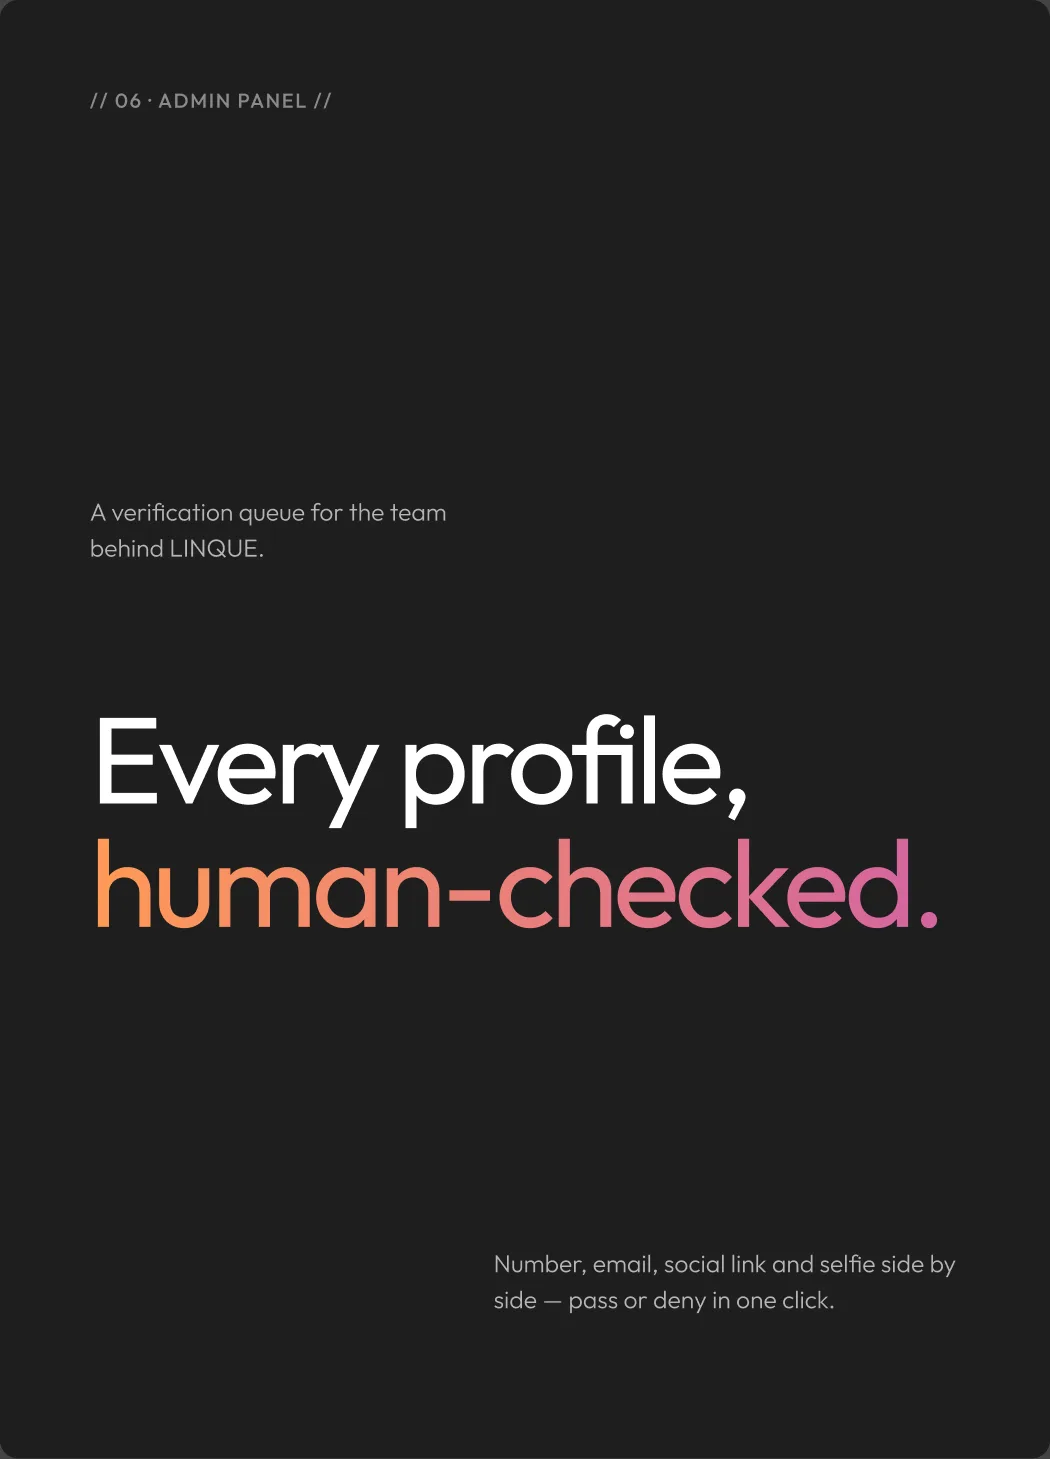 // 06 · ADMIN PANEL //
A verification queue for the team
behind LINQUE.
Every profile,
human-checked.
Number, email, social link and selfie side by
side — pass or deny in one click.